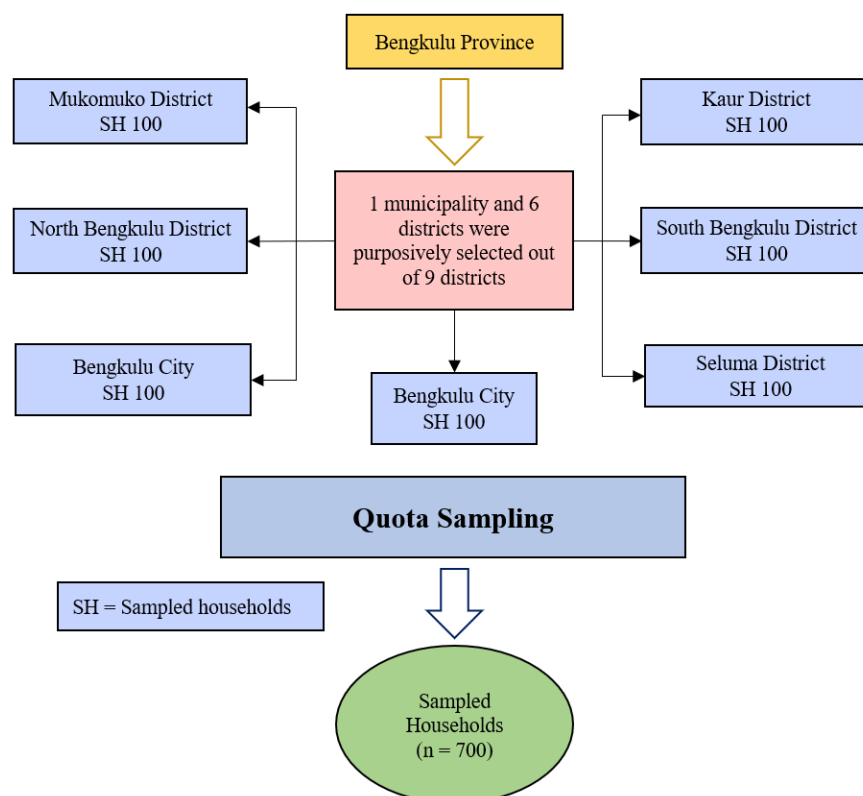 Bengkulu Province
Mukomuko District
SH 100
Kaur District
SH 100
1 municipality and 6
districts were
purposively selected out
of 9 districts
North Bengkulu District
SH 100
South Bengkulu District
SH 100
Bengkulu City
SH 100
Bengkulu City
SH 100
Seluma District
SH 100
Quota Sampling
SH = Sampled households
Sampled
Households
(n = 700)